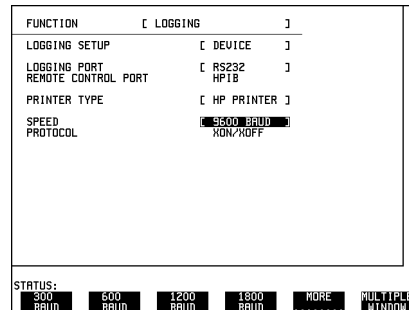 FUNCTION [ LOGGING ]
LOGGING SETUP [ DEVICE ]
LOGGING PORT [ RS232 ]
REMOTE CONTROL PORT HPIB
PRINTER TYPE [ HP PRINTER ]
SPEED [ 9600 BAUD ]
PROTOCOL XON/XOFF
STATUS:
300 BAUD 600 BAUD 1200 BAUD 1800 BAUD MORE ........ MULTIPLE WINDOW